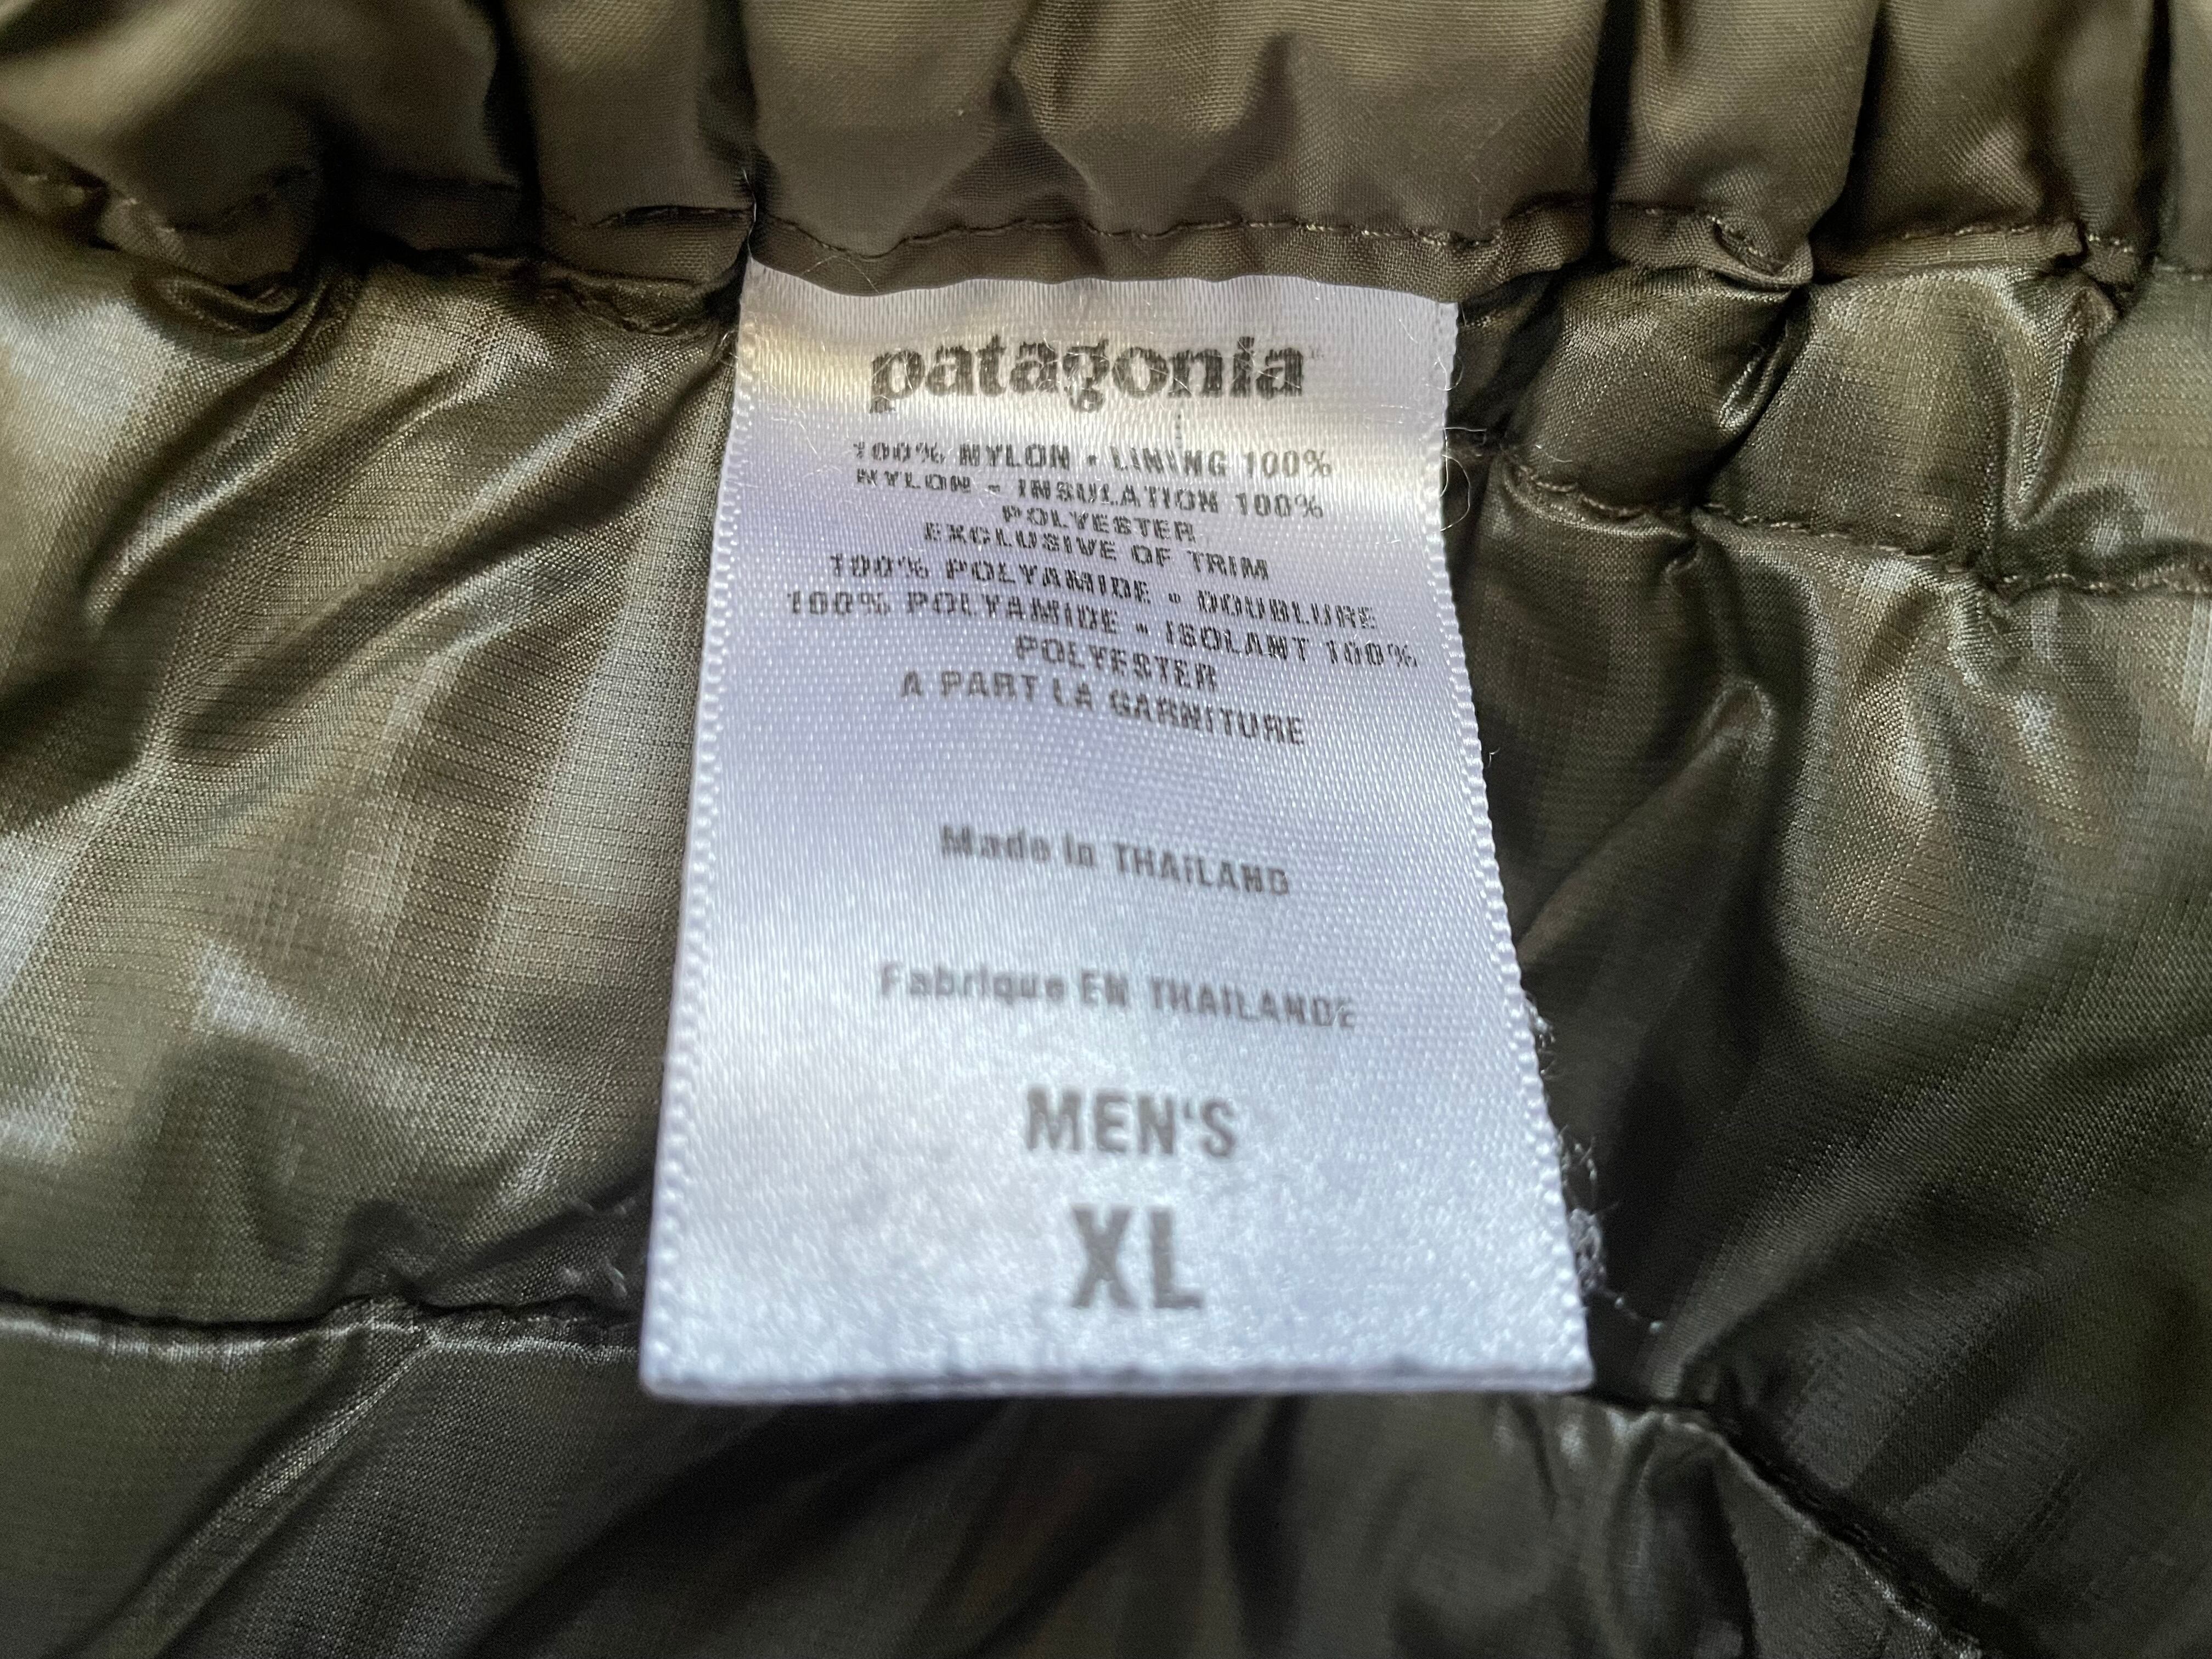 patagonia
100% NYLON • LINING 100%
NYLON - INSULATION 100%
POLYESTER
EXCLUSIVE OF TRIM
100% POLYAMIDE • DOUBLURE
100% POLYAMIDE - ISOLANT 100%
POLYESTER
A PART LA GARNITURE
Made in THAILAND
Fabrique EN THAILANDE
MEN'S
XL